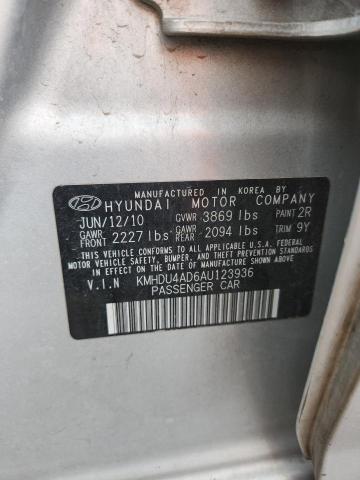 MANUFACTURED IN KOREA BY
HYUNDAI MOTOR COMPANY
JUN/12/10 GVWR 3869 lbs PAINT 2R
GAWR FRONT 2227 lbs GAWR REAR 2094 lbs TRIM 9Y
THIS VEHICLE CONFORMS TO ALL APPLICABLE U.S.A. FEDERAL
MOTOR VEHICLE SAFETY, BUMPER, AND THEFT PREVENTION
STANDARDS IN EFFECT ON THE DATE OF MANUFACTURE SHOWN ABOVE.
V.I.N KMHDU4AD6AU123936
PASSENGER CAR